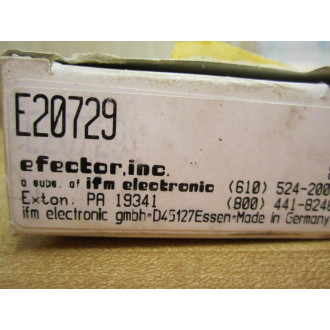 E20729
efector,inc.
a subs. of ifm electronic (610) 524-200
Exton, PA 19341 (800) 441-8246
ifm electronic gmbh•D45127Essen•Made in Germany